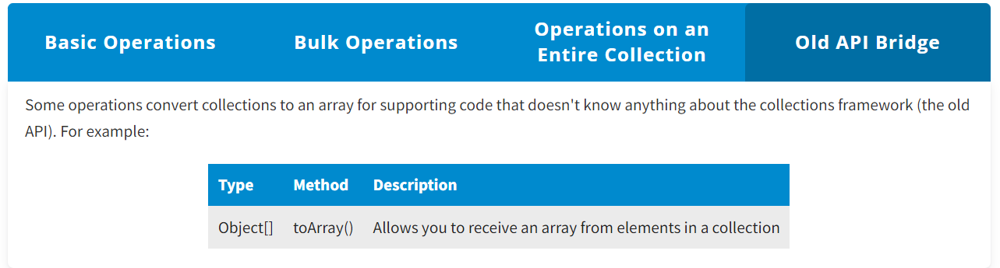 Basic Operations
Bulk Operations
Operations on an
Entire Collection
Old API Bridge
Some operations convert collections to an array for supporting code that doesn't know anything about the collections framework (the old
API). For example:
Type Method Description
Object[] toArray() Allows you to receive an array from elements in a collection